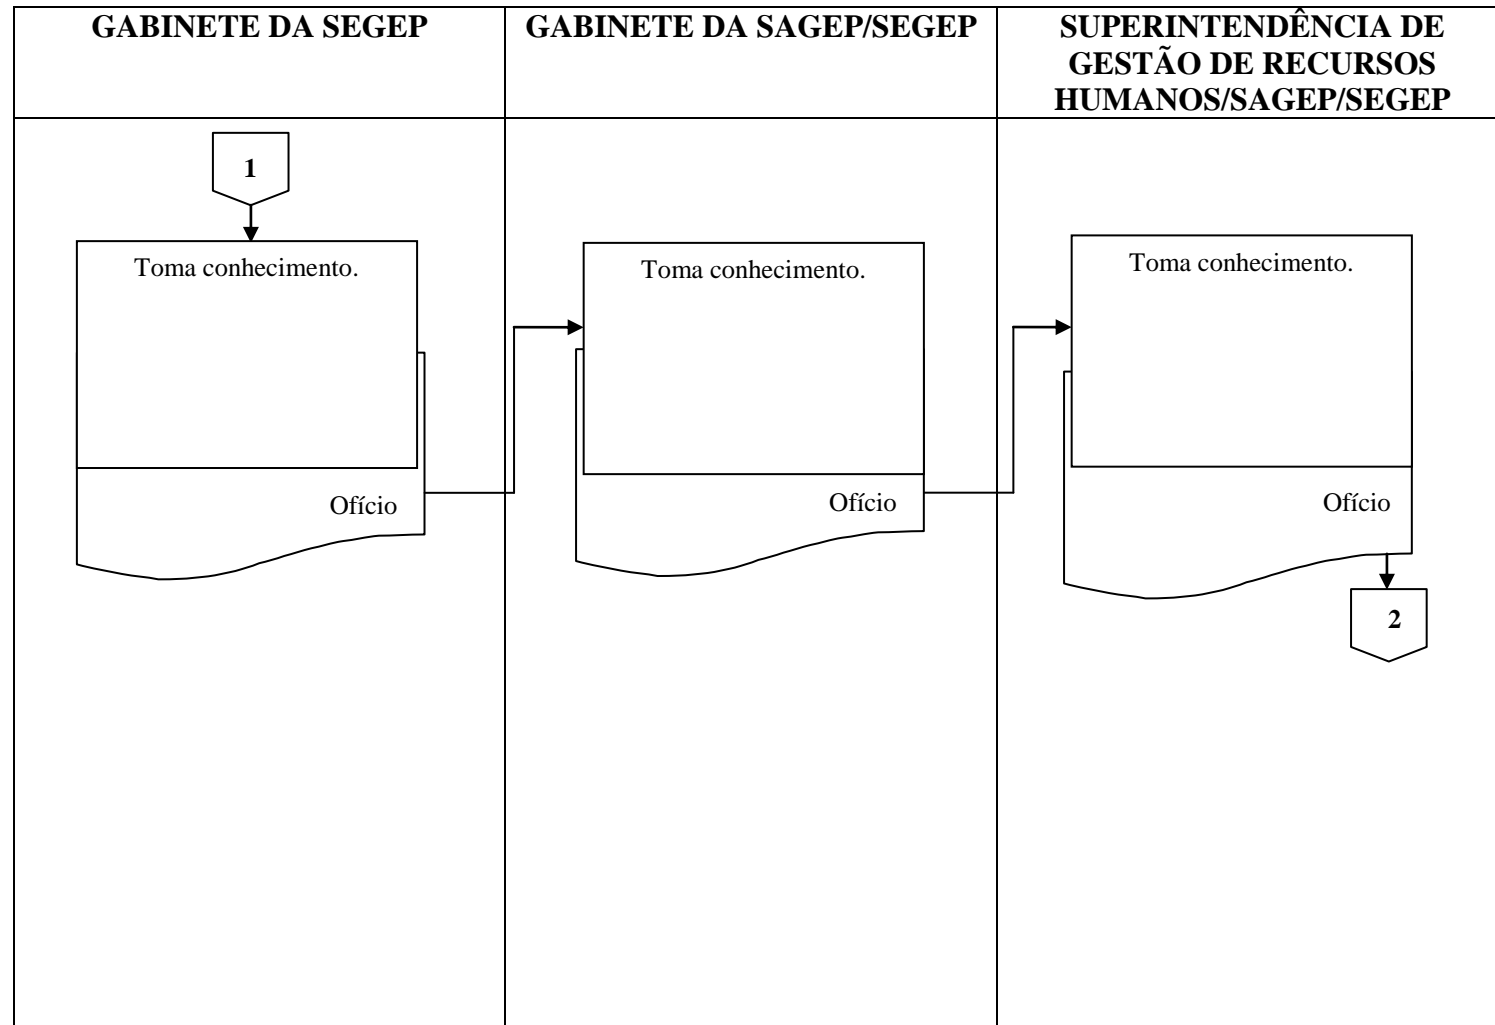 GABINETE DA SEGEP
GABINETE DA SAGEP/SEGEP
SUPERINTENDÊNCIA DE
GESTÃO DE RECURSOS
HUMANOS/SAGEP/SEGEP
1
Toma conhecimento.
Ofício
Toma conhecimento.
Ofício
Toma conhecimento.
Ofício
2